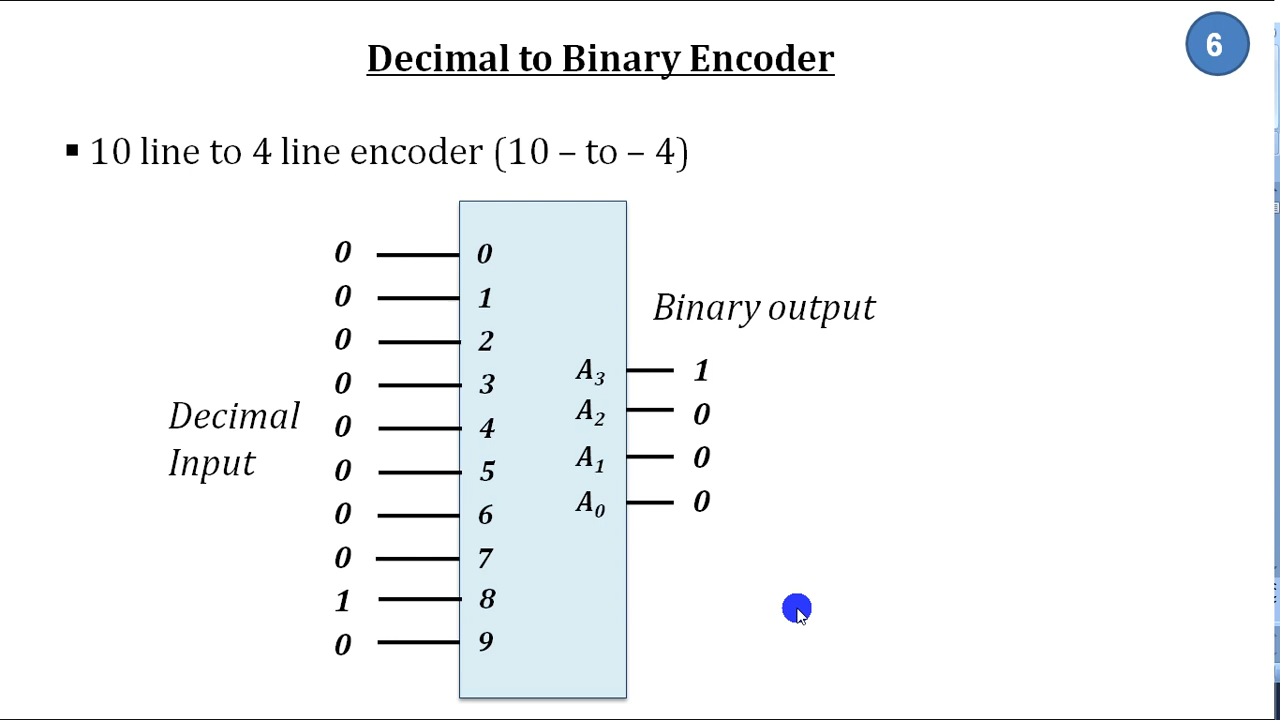 6
Decimal to Binary Encoder
▪ 10 line to 4 line encoder (10 – to – 4)
0 0
0 1
Binary output
0 2
0 3
A3 1
Decimal
Input
0 4
A2 0
0 5
A1 0
0 6
A0 0
0 7
1 8
0 9